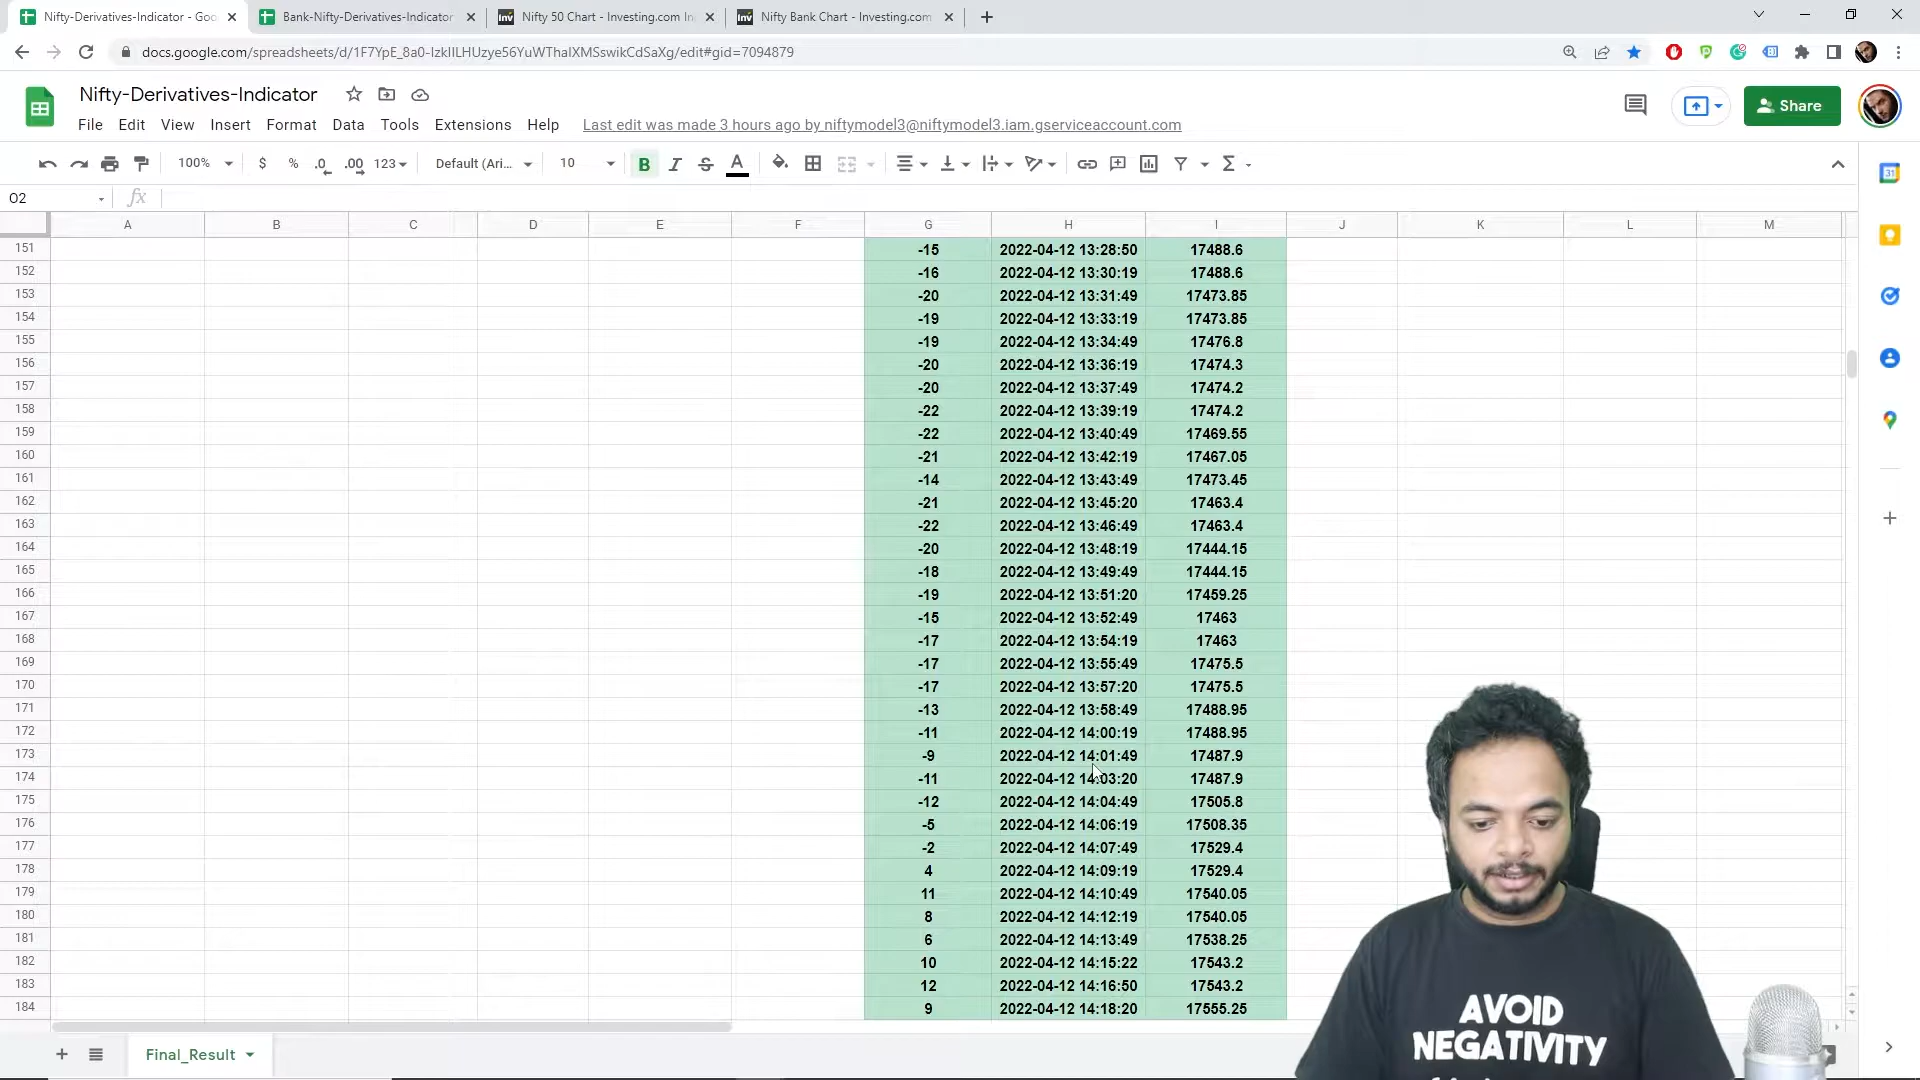 Nifty-Derivatives-Indicator - Goo
Bank-Nifty-Derivatives-Indicator
Nifty 50 Chart - Investing.com In
Nifty Bank Chart - Investing.com
docs.google.com/spreadsheets/d/1F7YpE_8a0-IzkIILHUzye56YuWThaIXMSswikCdSaXg/edit#gid=7094879
Nifty-Derivatives-Indicator
Share
File Edit View Insert Format Data Tools Extensions Help Last edit was made 3 hours ago by niftymodel3@niftymodel3.iam.gserviceaccount.com
100% $ % .0 .00 123 Default (Ari... 10 B I S A
O2 fx
A B C D E F G H I J K L M
151 -15 2022-04-12 13:28:50 17488.6
152 -16 2022-04-12 13:30:19 17488.6
153 -20 2022-04-12 13:31:49 17473.85
154 -19 2022-04-12 13:33:19 17473.85
155 -19 2022-04-12 13:34:49 17476.8
156 -20 2022-04-12 13:36:19 17474.3
157 -20 2022-04-12 13:37:49 17474.2
158 -22 2022-04-12 13:39:19 17474.2
159 -22 2022-04-12 13:40:49 17469.55
160 -21 2022-04-12 13:42:19 17467.05
161 -14 2022-04-12 13:43:49 17473.45
162 -21 2022-04-12 13:45:20 17463.4
163 -22 2022-04-12 13:46:49 17463.4
164 -20 2022-04-12 13:48:19 17444.15
165 -18 2022-04-12 13:49:49 17444.15
166 -19 2022-04-12 13:51:20 17459.25
167 -15 2022-04-12 13:52:49 17463
168 -17 2022-04-12 13:54:19 17463
169 -17 2022-04-12 13:55:49 17475.5
170 -17 2022-04-12 13:57:20 17475.5
171 -13 2022-04-12 13:58:49 17488.95
172 -11 2022-04-12 14:00:19 17488.95
173 -9 2022-04-12 14:01:49 17487.9
174 -11 2022-04-12 14:03:20 17487.9
175 -12 2022-04-12 14:04:49 17505.8
176 -5 2022-04-12 14:06:19 17508.35
177 -2 2022-04-12 14:07:49 17529.4
178 4 2022-04-12 14:09:19 17529.4
179 11 2022-04-12 14:10:49 17540.05
180 8 2022-04-12 14:12:19 17540.05
181 6 2022-04-12 14:13:49 17538.25
182 10 2022-04-12 14:15:22 17543.2
183 12 2022-04-12 14:16:50 17543.2
184 9 2022-04-12 14:18:20 17555.25
Final_Result
AVOID
NEGATIVITY